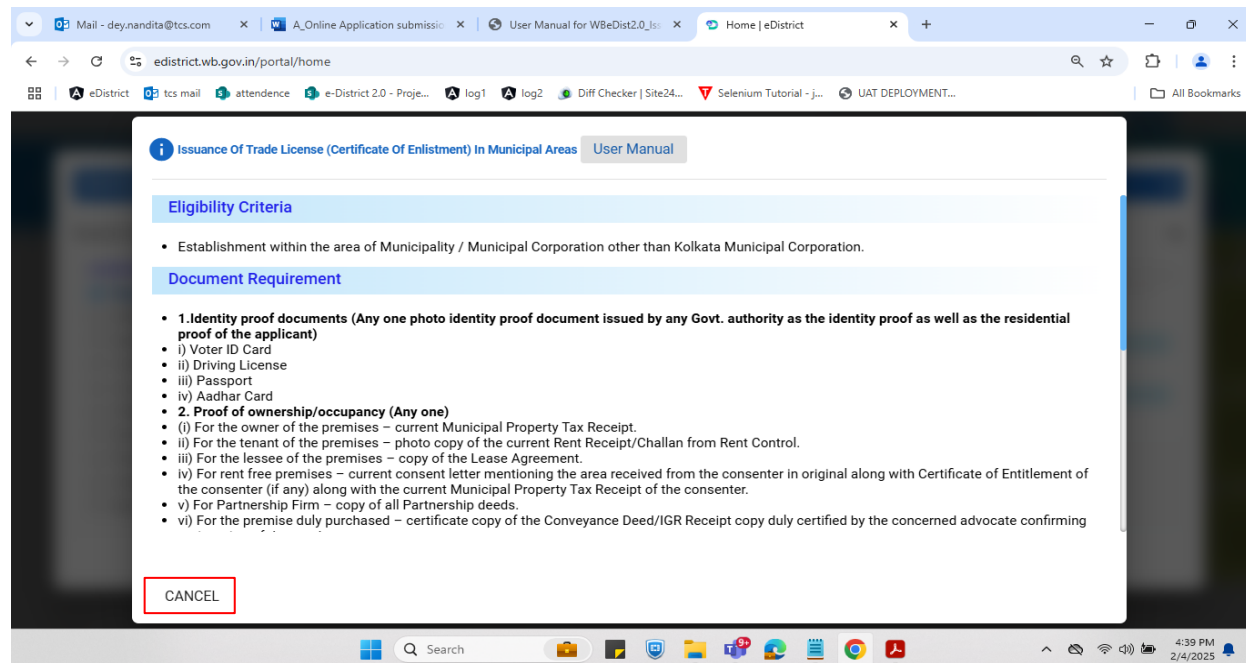 Mail - dey.nandita@tcs.com
A_Online Application submissio
User Manual for WBeDist2.0_Iss
Home | eDistrict
edistrict.wb.gov.in/portal/home
eDistrict
tcs mail
attendence
e-District 2.0 - Proje...
log1
log2
Diff Checker | Site24...
Selenium Tutorial - j...
UAT DEPLOYMENT...
All Bookmarks
Issuance Of Trade License (Certificate Of Enlistment) In Municipal Areas User Manual
Eligibility Criteria
• Establishment within the area of Municipality / Municipal Corporation other than Kolkata Municipal Corporation.
Document Requirement
• 1.Identity proof documents (Any one photo identity proof document issued by any Govt. authority as the identity proof as well as the residential
proof of the applicant)
• i) Voter ID Card
• ii) Driving License
• iii) Passport
• iv) Aadhar Card
• 2. Proof of ownership/occupancy (Any one)
• (i) For the owner of the premises – current Municipal Property Tax Receipt.
• ii) For the tenant of the premises – photo copy of the current Rent Receipt/Challan from Rent Control.
• iii) For the lessee of the premises – copy of the Lease Agreement.
• iv) For rent free premises – current consent letter mentioning the area received from the consenter in original along with Certificate of Entitlement of
the consenter (if any) along with the current Municipal Property Tax Receipt of the consenter.
• v) For Partnership Firm – copy of all Partnership deeds.
• vi) For the premise duly purchased – certificate copy of the Conveyance Deed/IGR Receipt copy duly certified by the concerned advocate confirming
CANCEL
Search
9+
4:39 PM
2/4/2025